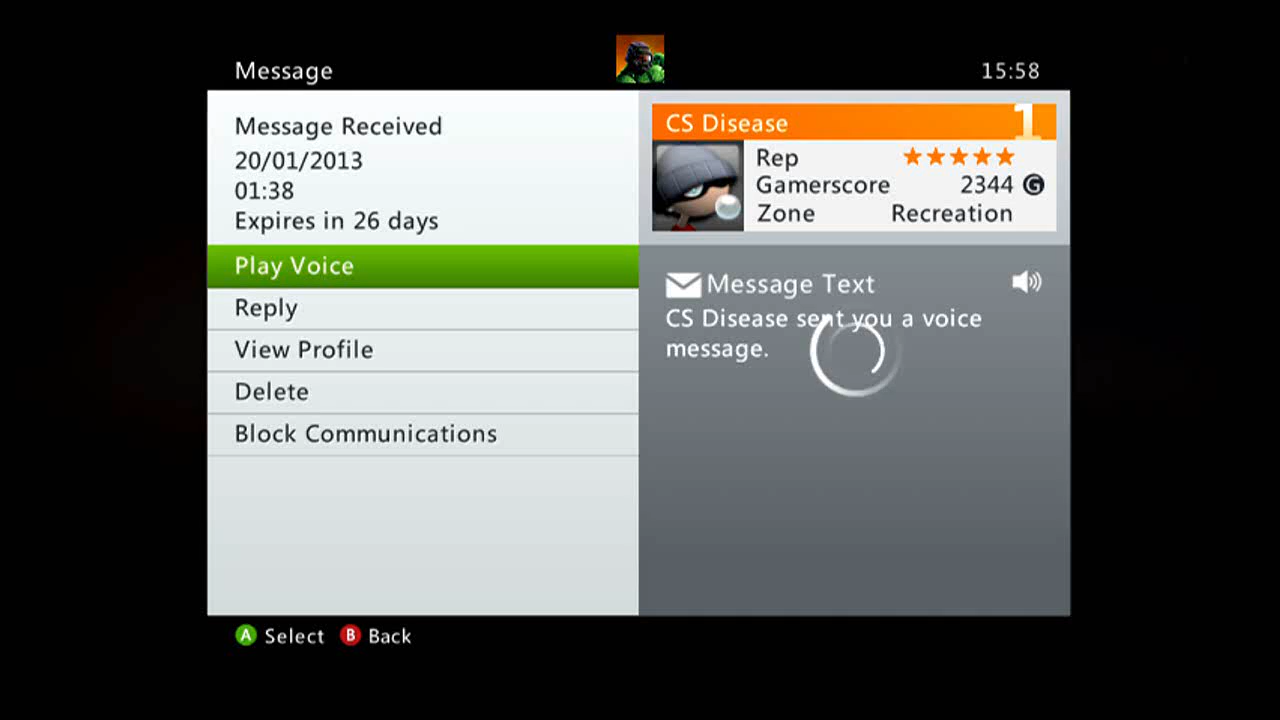 Message
15:58
Message Received
20/01/2013
01:38
Expires in 26 days
Play Voice
Reply
View Profile
Delete
Block Communications
CS Disease
1
Rep
Gamerscore 2344 G
Zone Recreation
Message Text
CS Disease sent you a voice
message.
A Select B Back